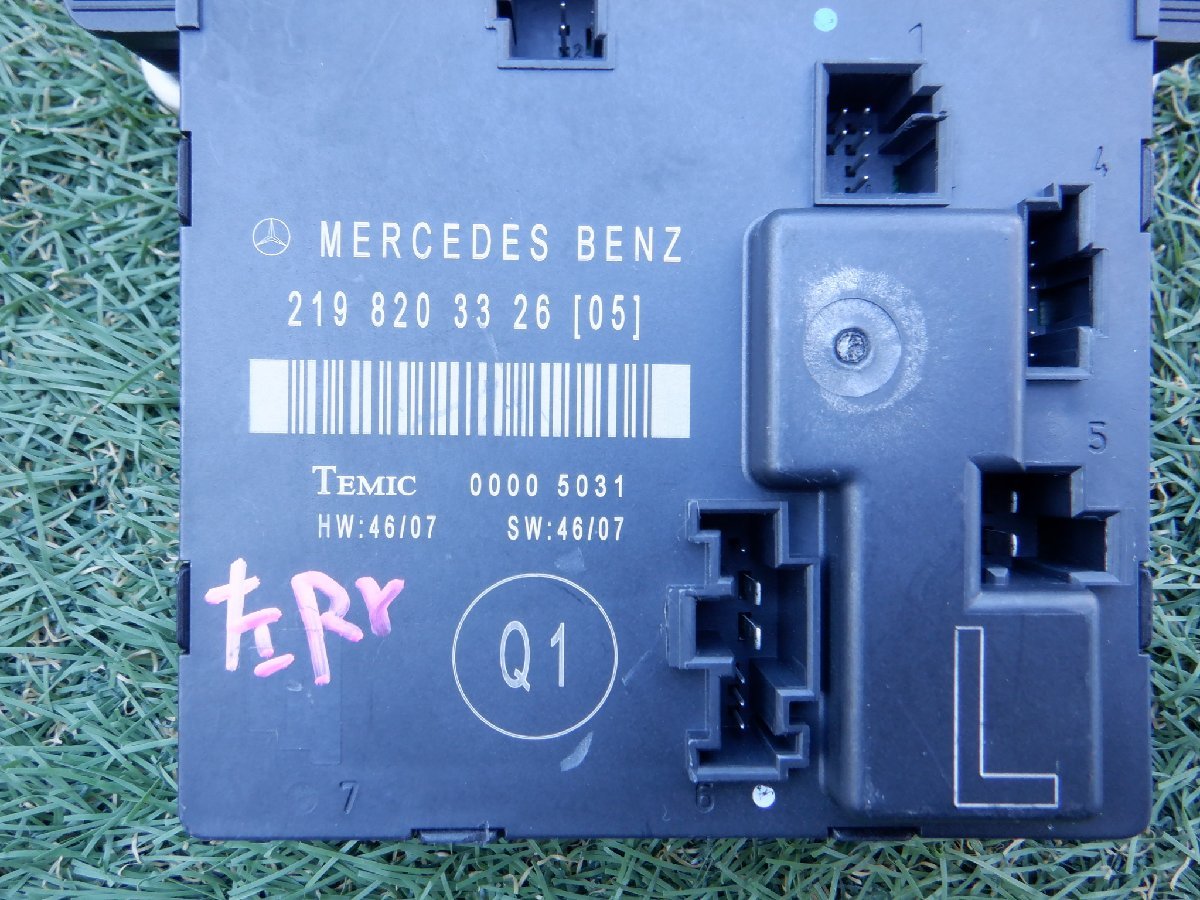 2
1
4
MERCEDES BENZ
219 820 33 26 [05]
5
TEMIC 0000 5031
HW:46/07 SW:46/07
左Rr
Q1
L
7
6